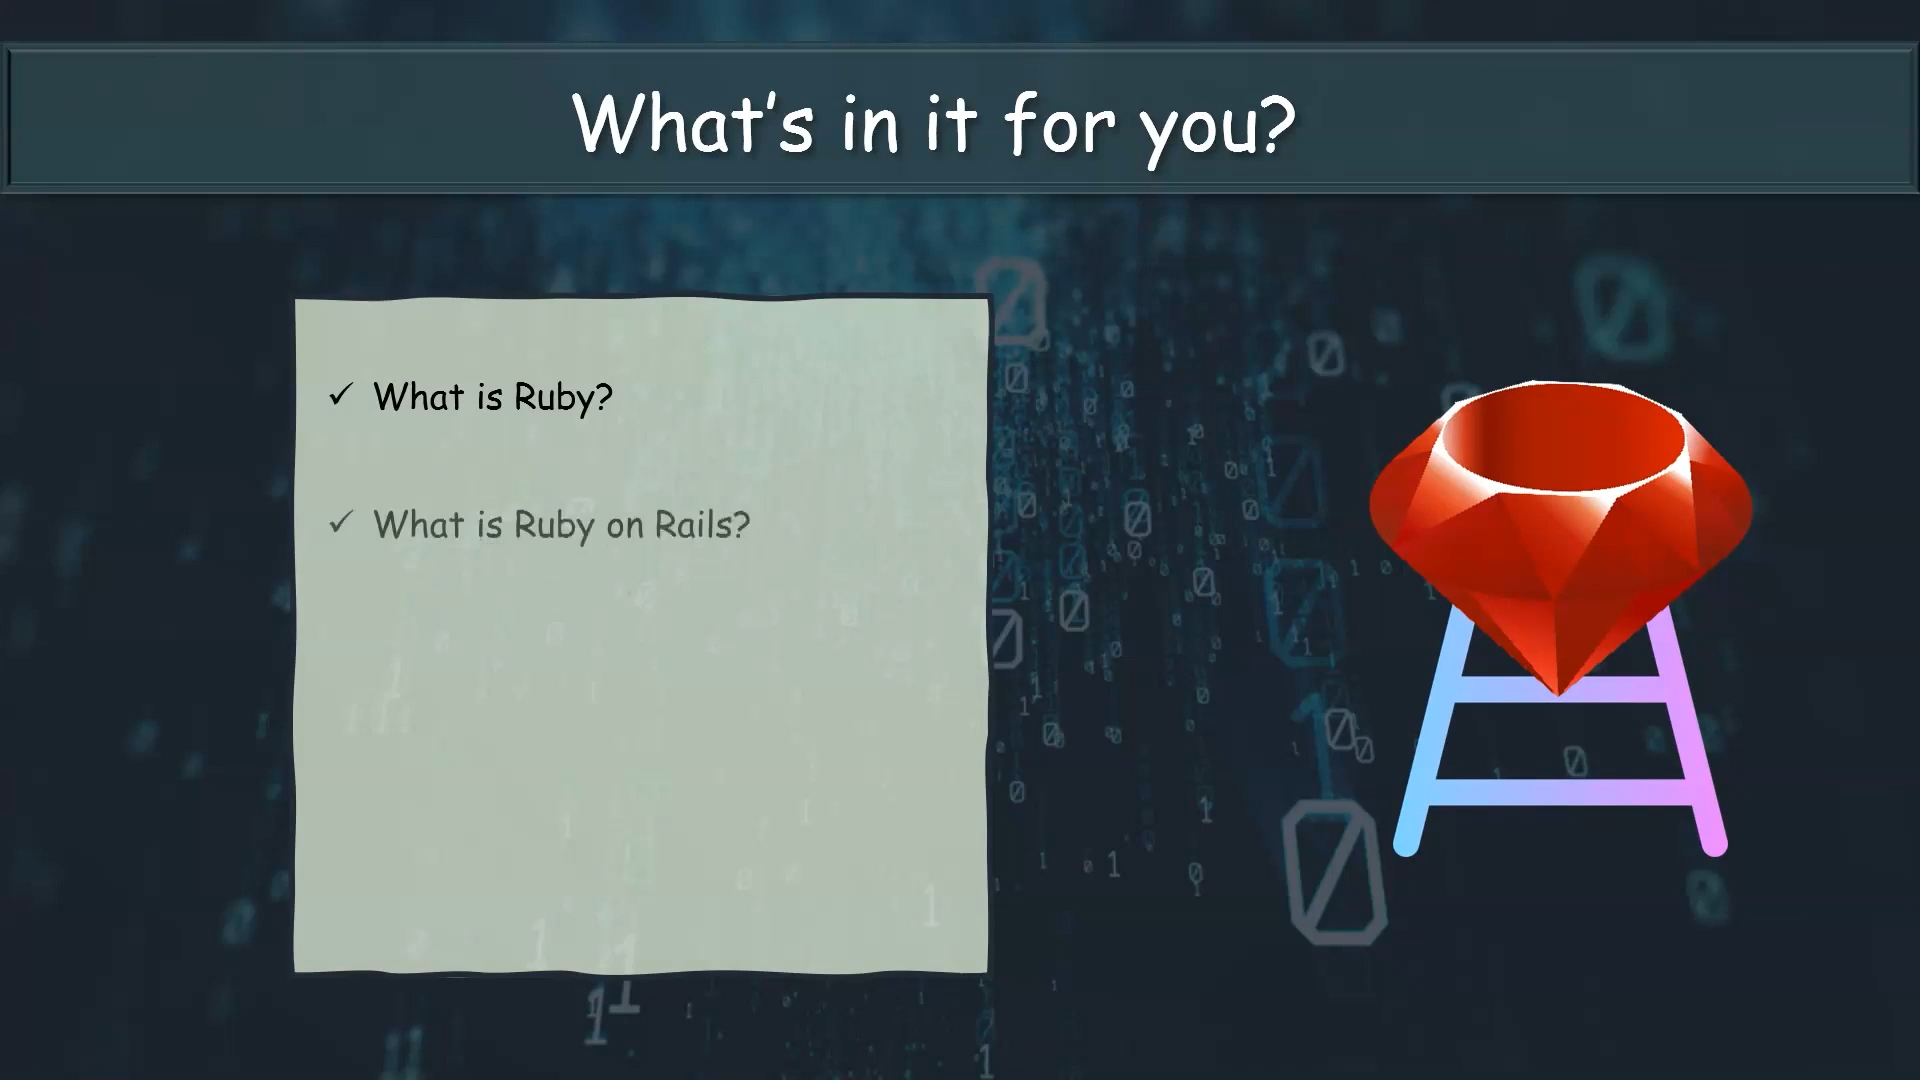 What's in it for you?
✓ What is Ruby?
✓ What is Ruby on Rails?